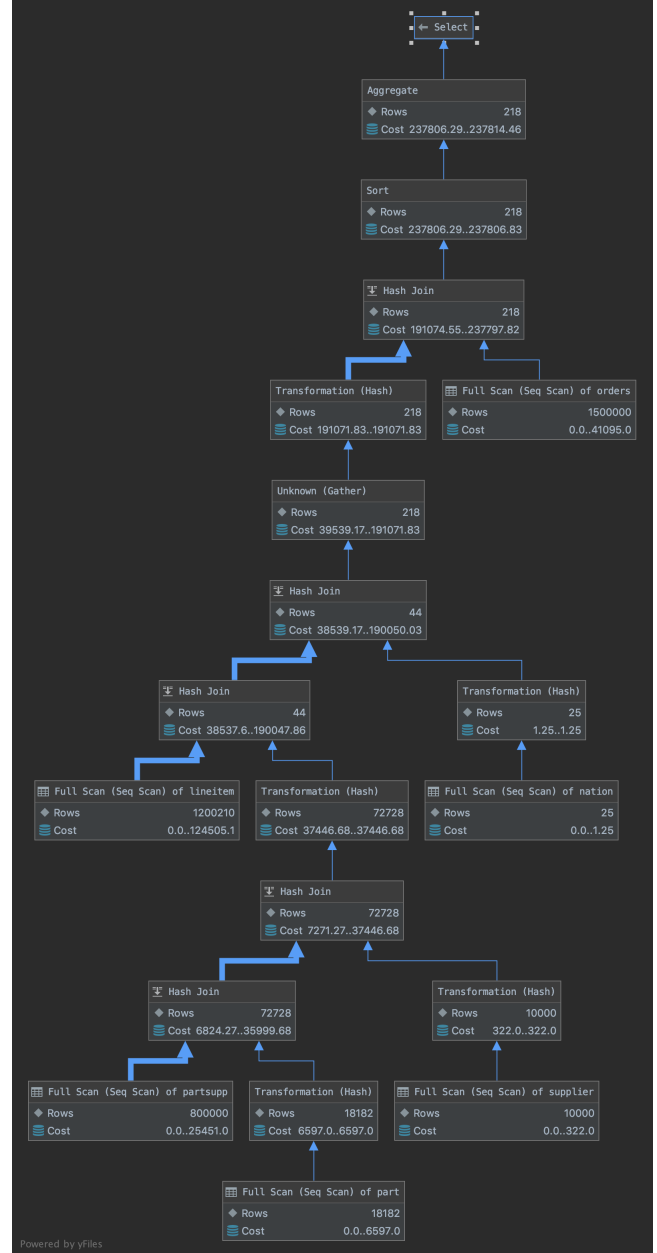 Select
Aggregate
Rows 218
Cost 237806.29..237814.46
Sort
Rows 218
Cost 237806.29..237806.83
Hash Join
Rows 218
Cost 191074.55..237797.82
Transformation (Hash)
Rows 218
Cost 191071.83..191071.83
Full Scan (Seq Scan) of orders
Rows 1500000
Cost 0.0..41095.0
Unknown (Gather)
Rows 218
Cost 39539.17..191071.83
Hash Join
Rows 44
Cost 38539.17..190050.03
Hash Join
Rows 44
Cost 38537.6..190047.86
Transformation (Hash)
Rows 25
Cost 1.25..1.25
Full Scan (Seq Scan) of lineitem
Rows 1200210
Cost 0.0..124505.1
Transformation (Hash)
Rows 72728
Cost 37446.68..37446.68
Full Scan (Seq Scan) of nation
Rows 25
Cost 0.0..1.25
Hash Join
Rows 72728
Cost 7271.27..37446.68
Hash Join
Rows 72728
Cost 6824.27..35999.68
Transformation (Hash)
Rows 10000
Cost 322.0..322.0
Full Scan (Seq Scan) of partsupp
Rows 800000
Cost 0.0..25451.0
Transformation (Hash)
Rows 18182
Cost 6597.0..6597.0
Full Scan (Seq Scan) of supplier
Rows 10000
Cost 0.0..322.0
Full Scan (Seq Scan) of part
Rows 18182
Cost 0.0..6597.0
Powered by yFiles